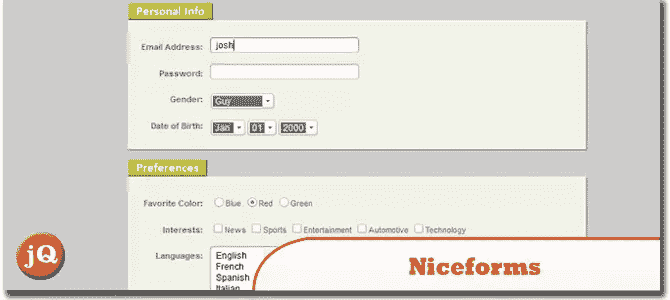 Personal Info
Email Address: josh
Password:
Gender: Guy
Date of Birth: Jan 01 2000
Preferences
Favorite Color: Blue Red Green
Interests: News Sports Entertainment Automotive Technology
Languages: English
French
Spanish
Italian
jQ
Niceforms